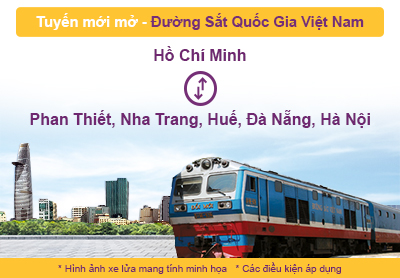 Tuyến mới mở - Đường Sắt Quốc Gia Việt Nam
Hồ Chí Minh
Phan Thiết, Nha Trang, Huế, Đà Nẵng, Hà Nội
* Hình ảnh xe lửa mang tính minh họa * Các điều kiện áp dụng